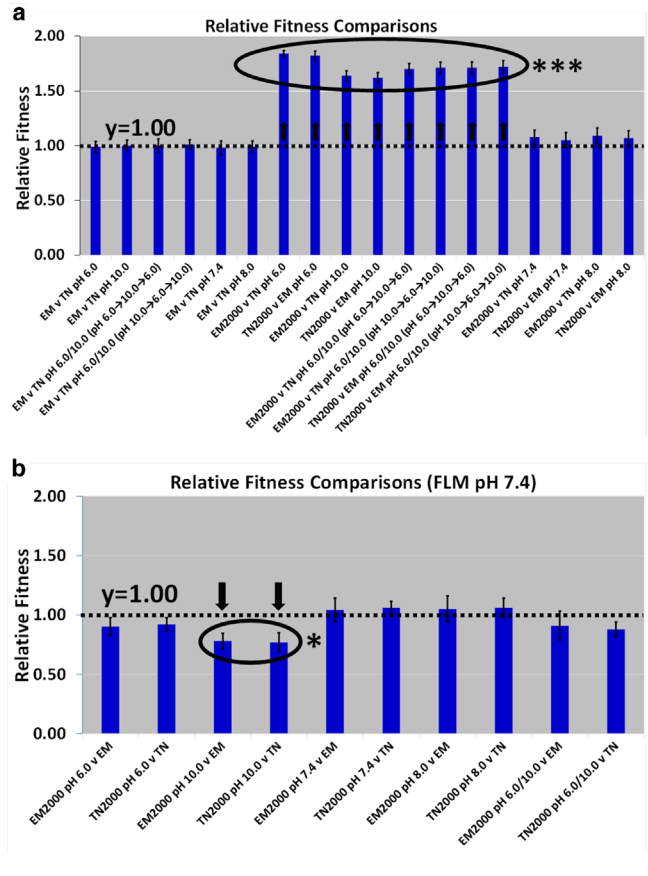 a
Relative Fitness Comparisons
2.00
1.50
1.00
0.50
0.00
Relative Fitness
y=1.00
***
EM v TN pH 6.0
EM v TN pH 10.0
EM v TN pH 6.0/10.0 (pH 6.0→10.0→6.0)
EM v TN pH 6.0/10.0 (pH 10.0→6.0→10.0)
EM v TN pH 7.4
EM v TN pH 8.0
EM2000 v TN pH 6.0
TN2000 v EM pH 6.0
EM2000 v TN pH 10.0
TN2000 v EM pH 10.0
EM2000 v TN pH 6.0/10.0 (pH 6.0→10.0→6.0)
EM2000 v TN pH 6.0/10.0 (pH 10.0→6.0→10.0)
TN2000 v EM pH 6.0/10.0 (pH 6.0→10.0→6.0)
TN2000 v EM pH 6.0/10.0 (pH 10.0→6.0→10.0)
EM2000 v TN pH 7.4
TN2000 v EM pH 7.4
EM2000 v TN pH 8.0
TN2000 v EM pH 8.0
b
Relative Fitness Comparisons (FLM pH 7.4)
2.00
1.50
1.00
0.50
0.00
Relative Fitness
y=1.00
*
EM2000 pH 6.0 v EM
TN2000 pH 6.0 v TN
EM2000 pH 10.0 v EM
TN2000 pH 10.0 v TN
EM2000 pH 7.4 v EM
TN2000 pH 7.4 v TN
EM2000 pH 8.0 v EM
TN2000 pH 8.0 v TN
EM2000 pH 6.0/10.0 v EM
TN2000 pH 6.0/10.0 v TN